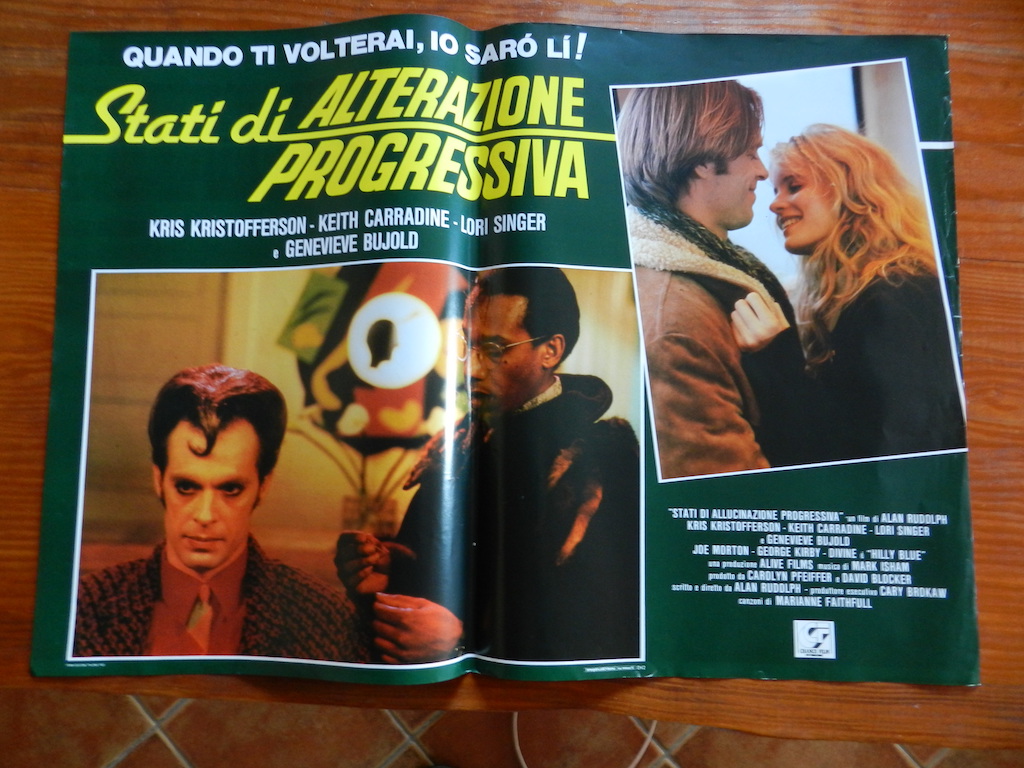 QUANDO TI VOLTERAI, IO SARÓ LÍ!
Stati di ALTERAZIONE
PROGRESSIVA
KRIS KRISTOFFERSON - KEITH CARRADINE - LORI SINGER
e GENEVIEVE BUJOLD
"STATI DI ALLUCINAZIONE PROGRESSIVA" un film di ALAN RUDOLPH
KRIS KRISTOFFERSON - KEITH CARRADINE - LORI SINGER
e GENEVIEVE BUJOLD
JOE MORTON - GEORGE KIRBY - DIVINE è "HILLY BLUE"
una produzione ALIVE FILMS musica di MARK ISHAM
prodotto da CAROLYN PFEIFFER e DAVID BLOCKER
scritto e diretto da ALAN RUDOLPH - produttore esecutivo CARY BROKAW
canzoni di MARIANNE FAITHFULL
CHANCE FILM